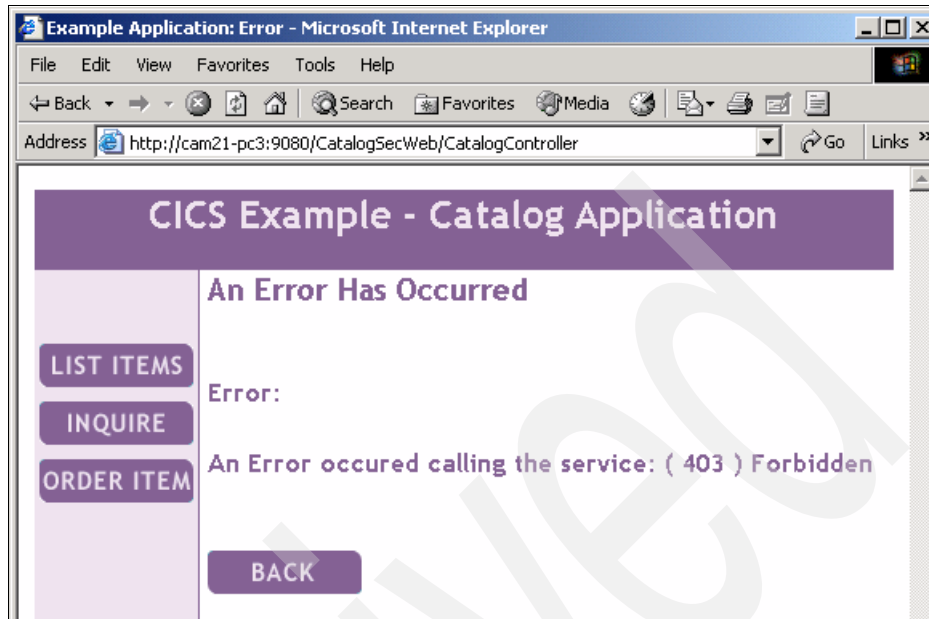 Example Application: Error - Microsoft Internet Explorer
File Edit View Favorites Tools Help
Back Search Favorites Media
Address http://cam21-pc3:9080/CatalogSecWeb/CatalogController Go Links »
CICS Example - Catalog Application
An Error Has Occurred
LIST ITEMS
Error:
INQUIRE
An Error occured calling the service: ( 403 ) Forbidden
ORDER ITEM
BACK